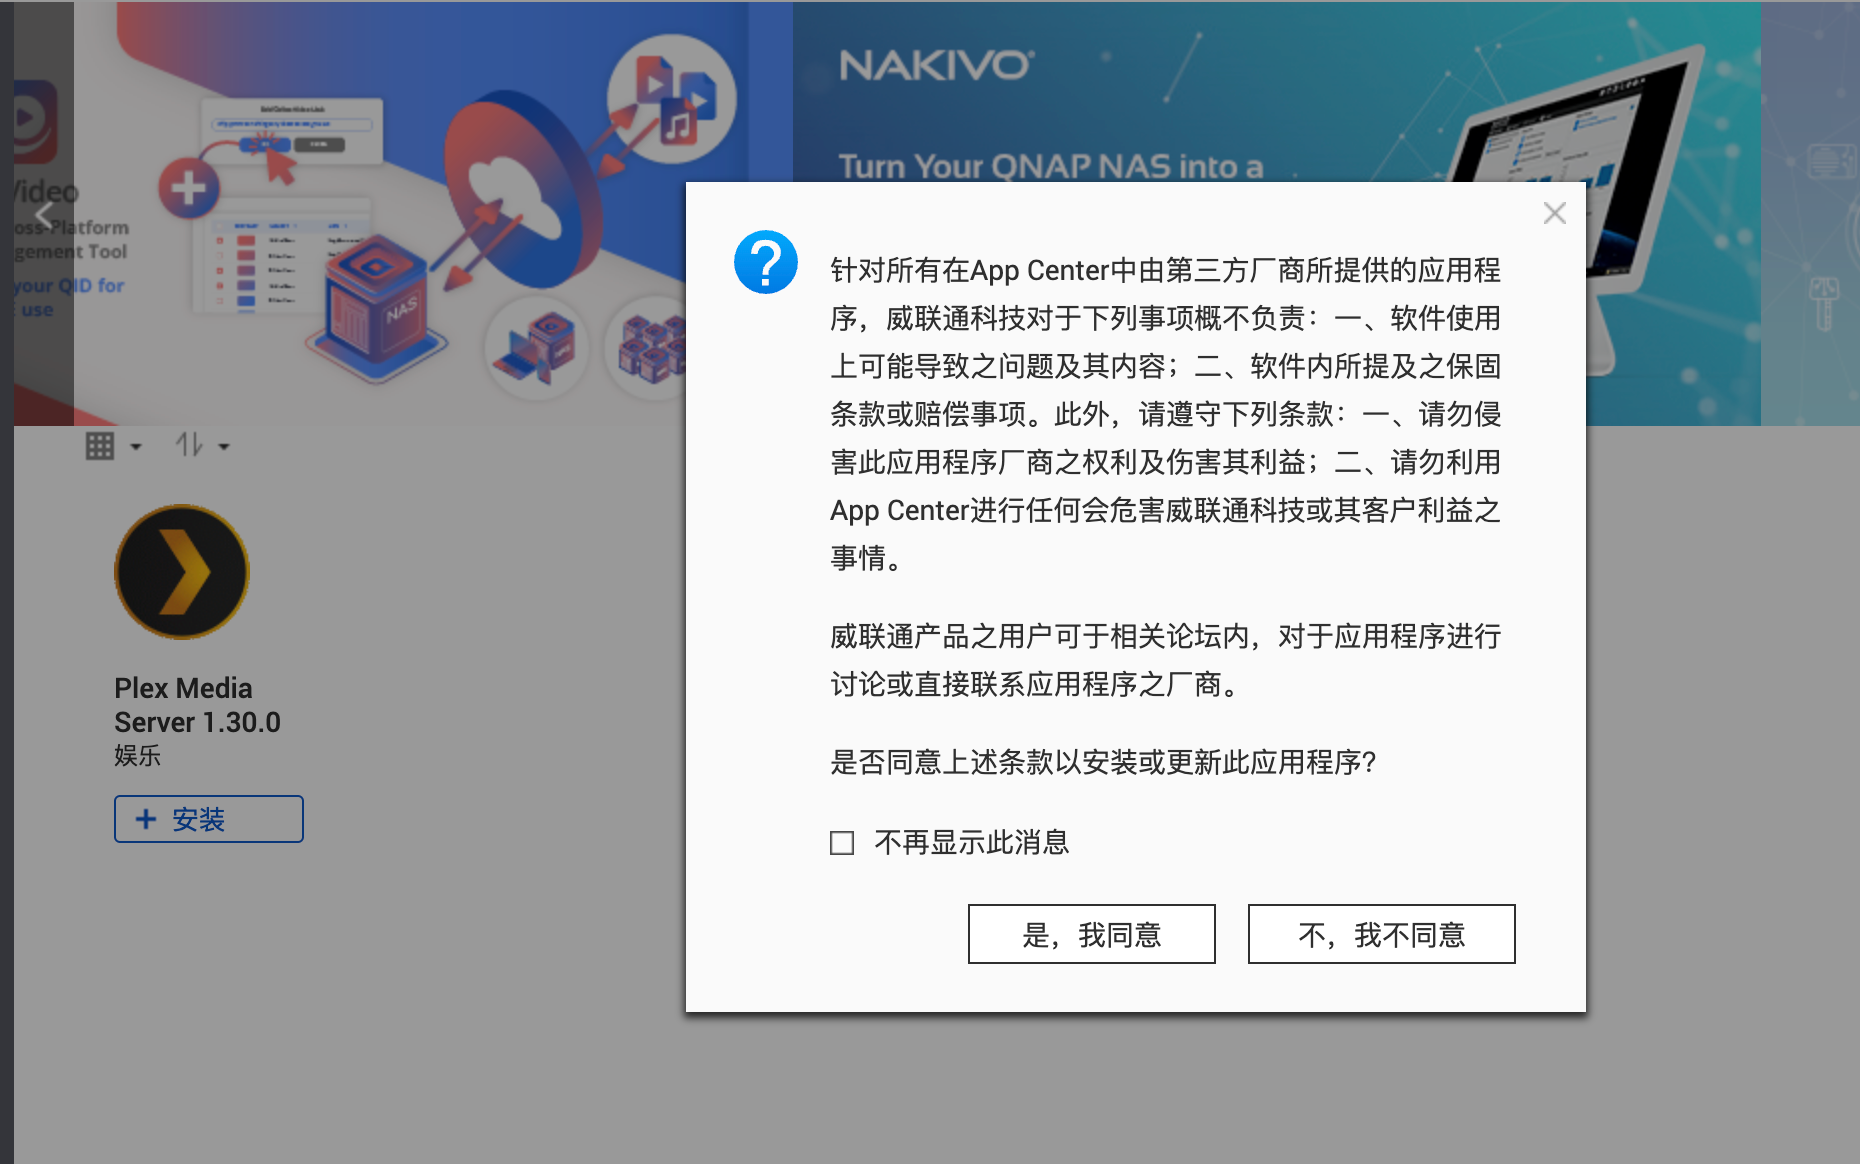 Video
oss-Platform
gement Tool
your QID for
use
NAS
NAKIVO
Turn Your QNAP NAS into a
针对所有在App Center中由第三方厂商所提供的应用程
序，威联通科技对于下列事项概不负责：一、软件使用
上可能导致之问题及其内容；二、软件内所提及之保固
条款或赔偿事项。此外，请遵守下列条款：一、请勿侵
害此应用程序厂商之权利及伤害其利益；二、请勿利用
App Center进行任何会危害威联通科技或其客户利益之
事情。
威联通产品之用户可于相关论坛内，对于应用程序进行
讨论或直接联系应用程序之厂商。
是否同意上述条款以安装或更新此应用程序?
不再显示此消息
是，我同意
不，我不同意
Plex Media
Server 1.30.0
娱乐
安装